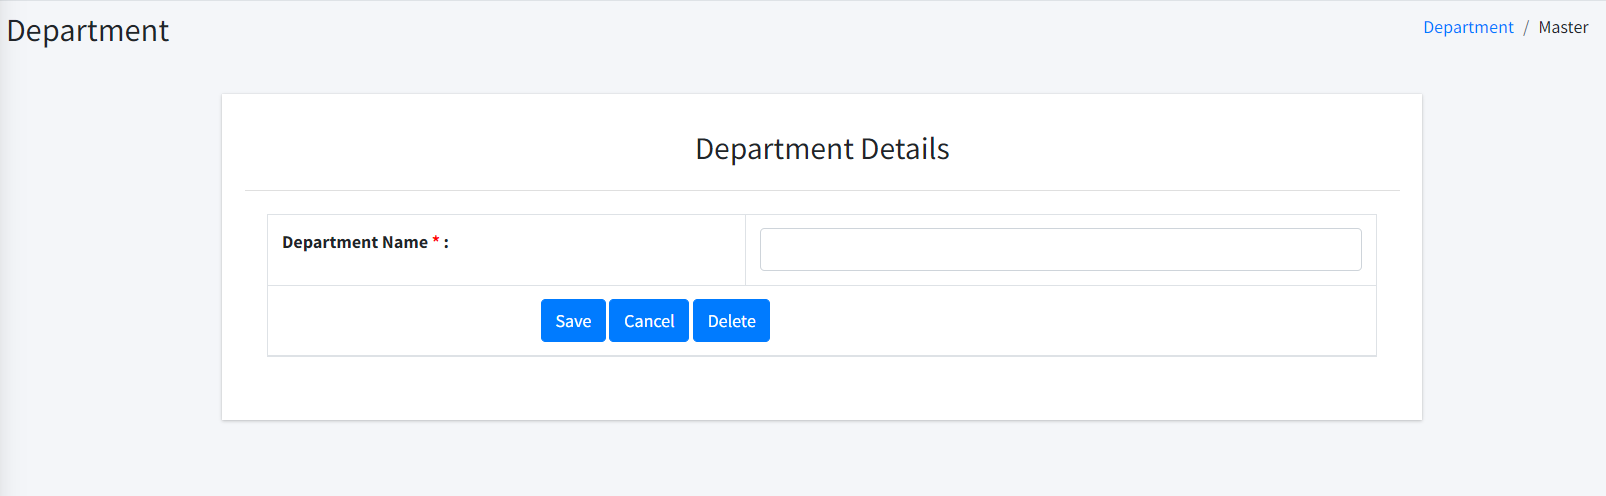 Department
Department / Master
Department Details
Department Name * :
Save Cancel Delete